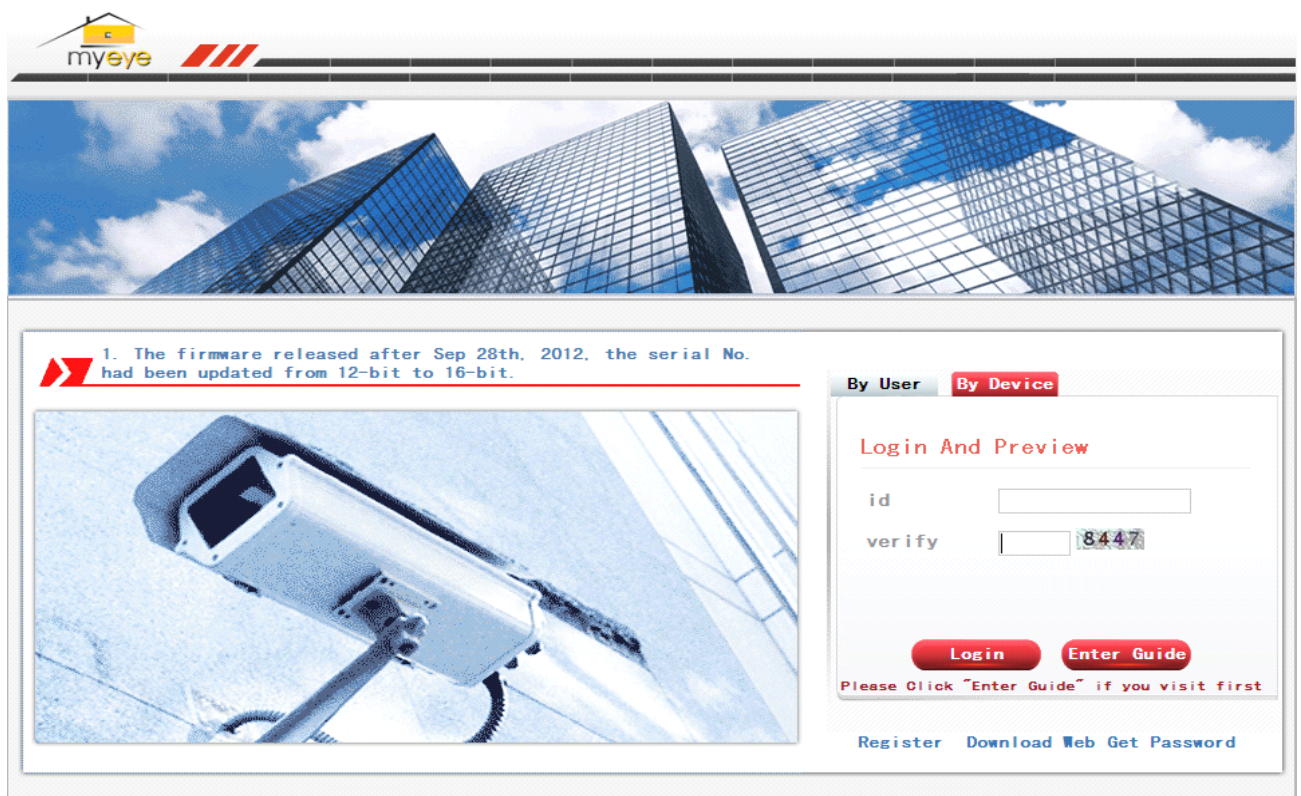 myeye
1. The firmware released after Sep 28th, 2012, the serial No.
had been updated from 12-bit to 16-bit.
By User By Device
Login And Preview
id
verify 8447
Login Enter Guide
Please Click "Enter Guide" if you visit first
Register Download Web Get Password